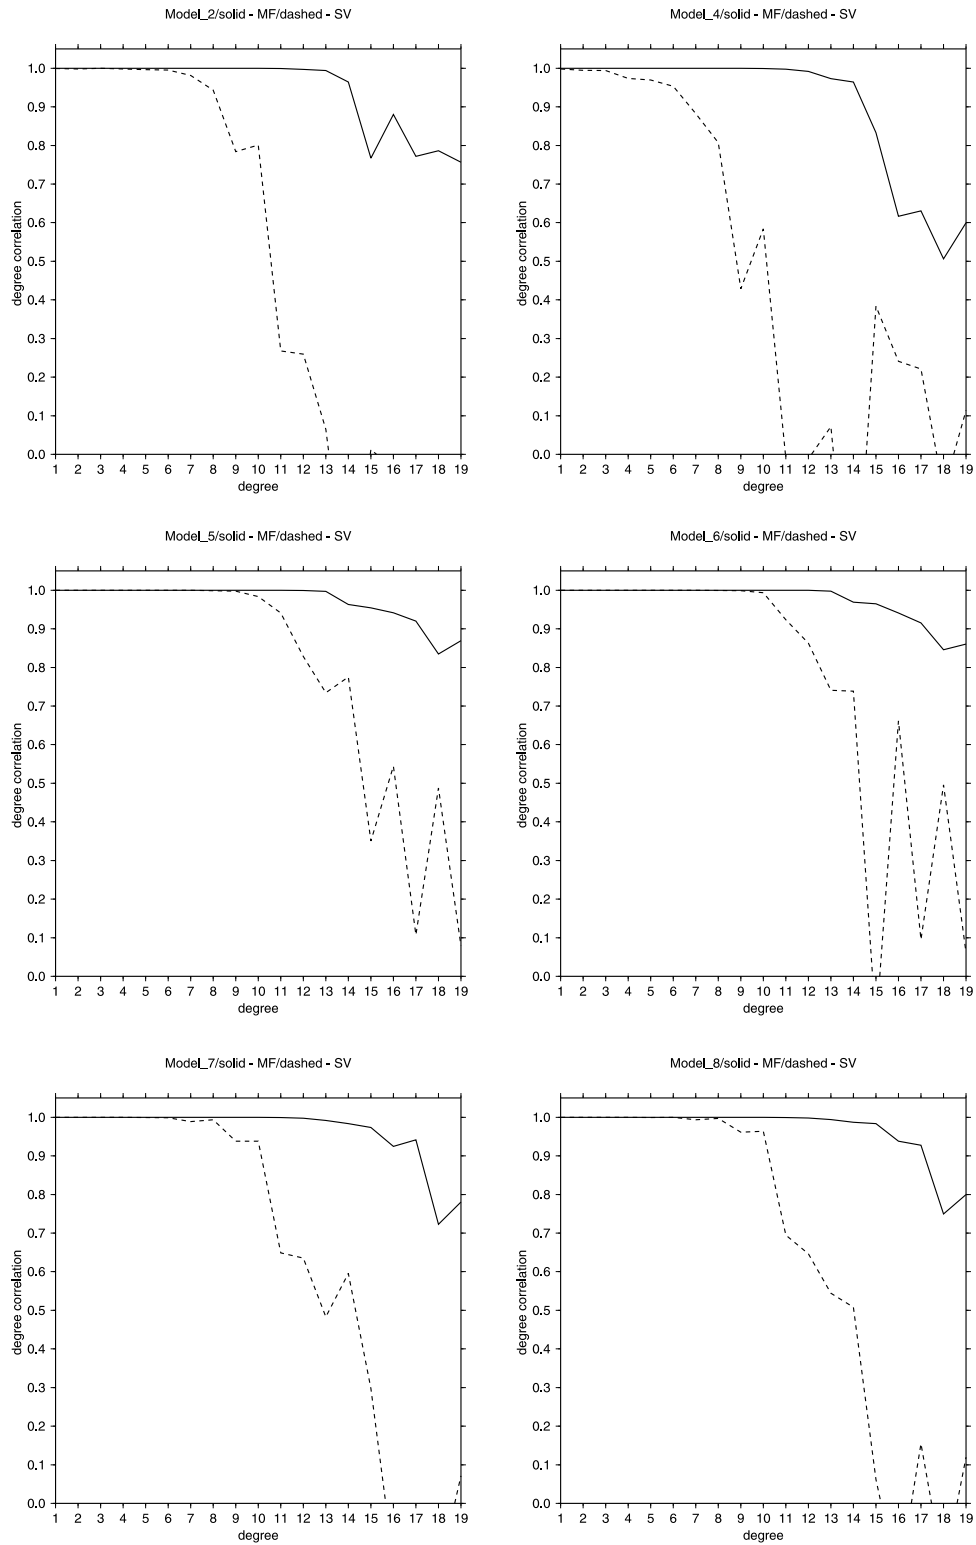 Model_2/solid - MF/dashed - SV
1.0
0.9
0.8
0.7
0.6
0.5
0.4
0.3
0.2
0.1
0.0
degree correlation
1 2 3 4 5 6 7 8 9 10 11 12 13 14 15 16 17 18 19
degree
Model_4/solid - MF/dashed - SV
1.0
0.9
0.8
0.7
0.6
0.5
0.4
0.3
0.2
0.1
0.0
degree correlation
1 2 3 4 5 6 7 8 9 10 11 12 13 14 15 16 17 18 19
degree
Model_5/solid - MF/dashed - SV
1.0
0.9
0.8
0.7
0.6
0.5
0.4
0.3
0.2
0.1
0.0
degree correlation
1 2 3 4 5 6 7 8 9 10 11 12 13 14 15 16 17 18 19
degree
Model_6/solid - MF/dashed - SV
1.0
0.9
0.8
0.7
0.6
0.5
0.4
0.3
0.2
0.1
0.0
degree correlation
1 2 3 4 5 6 7 8 9 10 11 12 13 14 15 16 17 18 19
degree
Model_7/solid - MF/dashed - SV
1.0
0.9
0.8
0.7
0.6
0.5
0.4
0.3
0.2
0.1
0.0
degree correlation
1 2 3 4 5 6 7 8 9 10 11 12 13 14 15 16 17 18 19
degree
Model_8/solid - MF/dashed - SV
1.0
0.9
0.8
0.7
0.6
0.5
0.4
0.3
0.2
0.1
0.0
degree correlation
1 2 3 4 5 6 7 8 9 10 11 12 13 14 15 16 17 18 19
degree